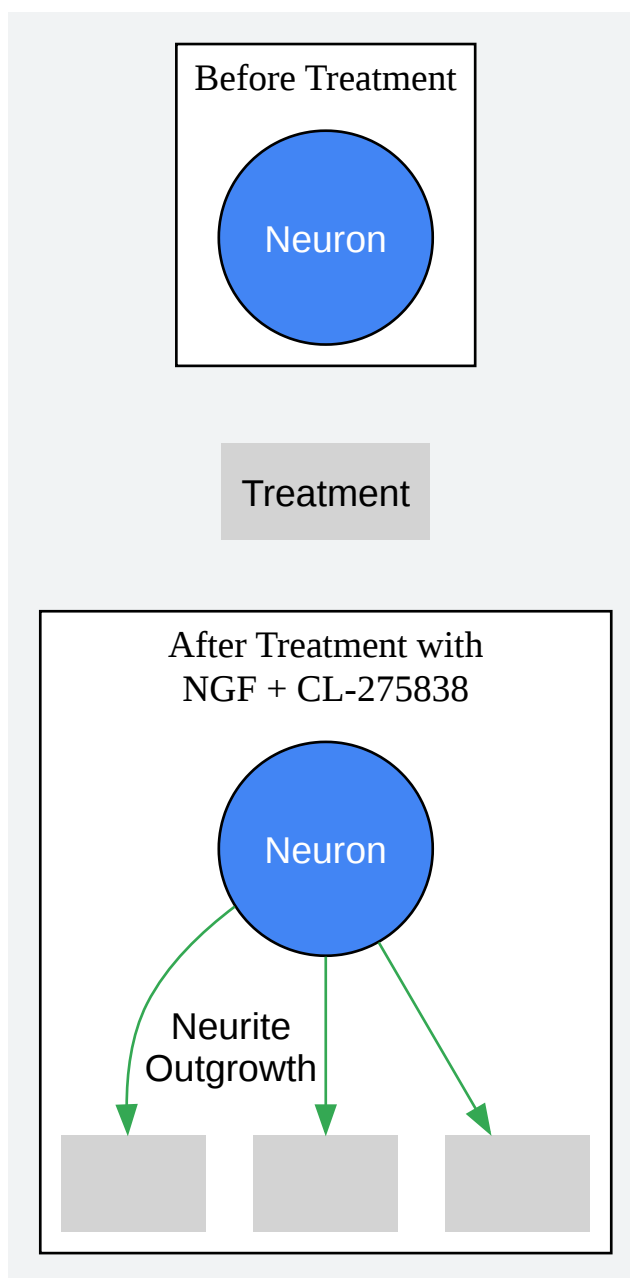 Before Treatment
Neuron
Treatment
After Treatment with
NGF + CL-275838
Neuron
Neurite
Outgrowth